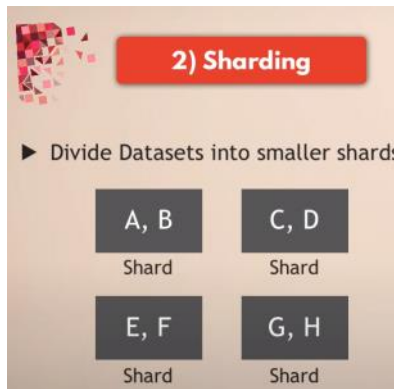 2) Sharding
▶ Divide Datasets into smaller shards
A, B
C, D
Shard
Shard
E, F
G, H
Shard
Shard